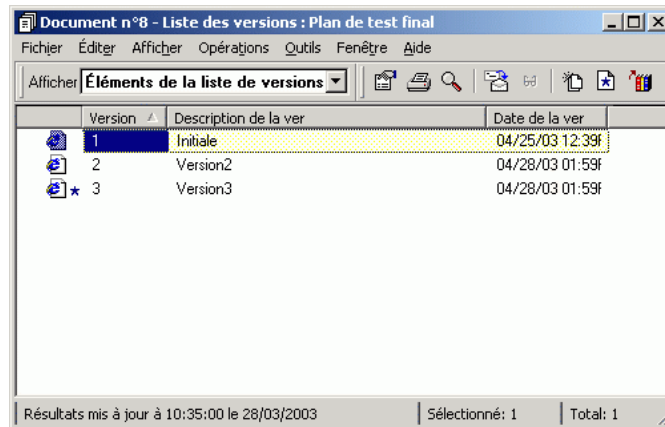 Document n°8 - Liste des versions : Plan de test final
Fichier Éditer Afficher Opérations Outils Fenêtre Aide
Afficher Éléments de la liste de versions
Version Description de la ver Date de la ver
1 Initiale 04/25/03 12:39F
2 Version2 04/28/03 01:59F
3 Version3 04/28/03 01:59F
Résultats mis à jour à 10:35:00 le 28/03/2003 Sélectionné: 1 Total: 1